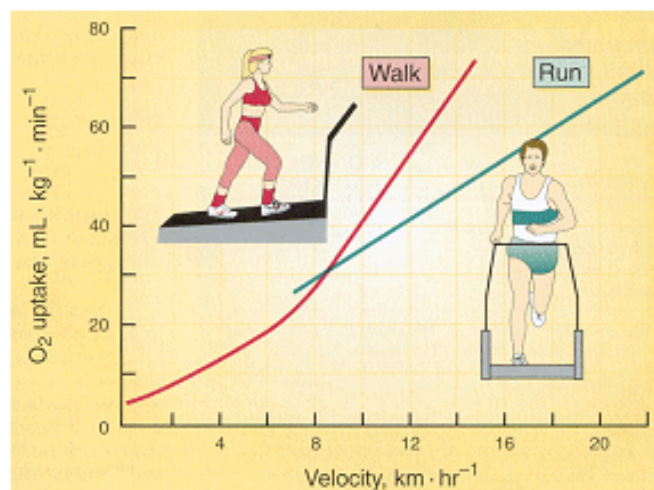 80
60
40
20
0
O₂ uptake, mL · kg⁻¹ · min⁻¹
Walk
Run
4 8 12 16 20
Velocity, km · hr⁻¹